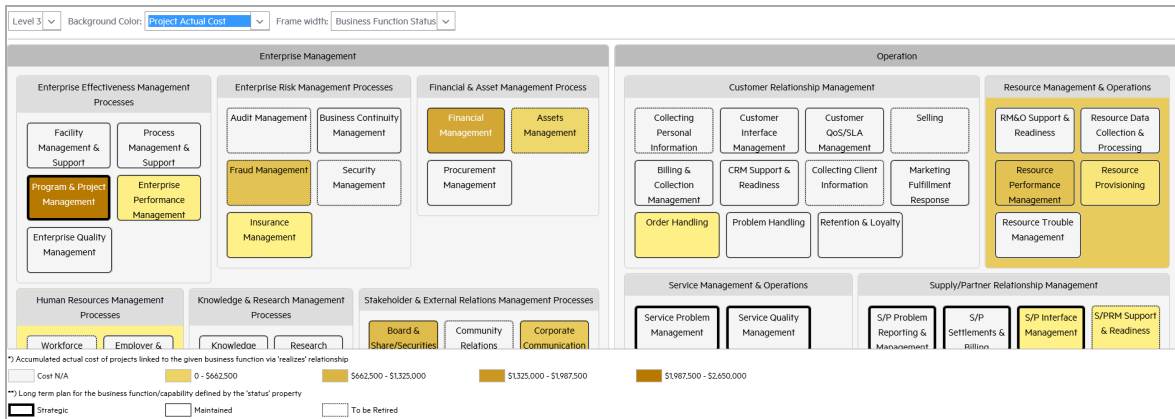 Level 3 Background Color: Project Actual Cost Frame width: Business Function Status
Enterprise Management
Enterprise Effectiveness Management
Processes
Facility
Management &
Support
Process
Management &
Support
Program & Project
Management
Enterprise
Performance
Management
Enterprise Quality
Management
Enterprise Risk Management Processes
Audit Management
Business Continuity
Management
Fraud Management
Security
Management
Insurance
Management
Financial & Asset Management Process
Financial
Management
Assets
Management
Procurement
Management
Human Resources Management
Processes
Workforce
Employer &
Knowledge & Research Management
Processes
Knowledge
Research
Stakeholder & External Relations Management Processes
Board &
Share/Securities
Community
Relations
Corporate
Communication
Operation
Customer Relationship Management
Collecting
Personal
Information
Customer
Interface
Management
Customer
QoS/SLA
Management
Selling
Billing &
Collection
Management
CRM Support &
Readiness
Collecting Client
Information
Marketing
Fulfillment
Response
Order Handling
Problem Handling
Retention & Loyalty
Resource Management & Operations
RM&O Support &
Readiness
Resource Data
Collection &
Processing
Resource
Performance
Management
Resource
Provisioning
Resource Trouble
Management
Service Management & Operations
Service Problem
Management
Service Quality
Management
Supply/Partner Relationship Management
S/P Problem
Reporting &
Management
S/P
Settlements &
Billing
S/P Interface
Management
S/PRM Support
& Readiness
*) Accumulated actual cost of projects linked to the given business function via 'realizes' relationship
Cost N/A
0 - $662,500
$662,500 - $1,325,000
$1,325,000 - $1,987,500
$1,987,500 - $2,650,000
**) Long term plan for the business function/capability defined by the 'status' property
Strategic
Maintained
To be Retired